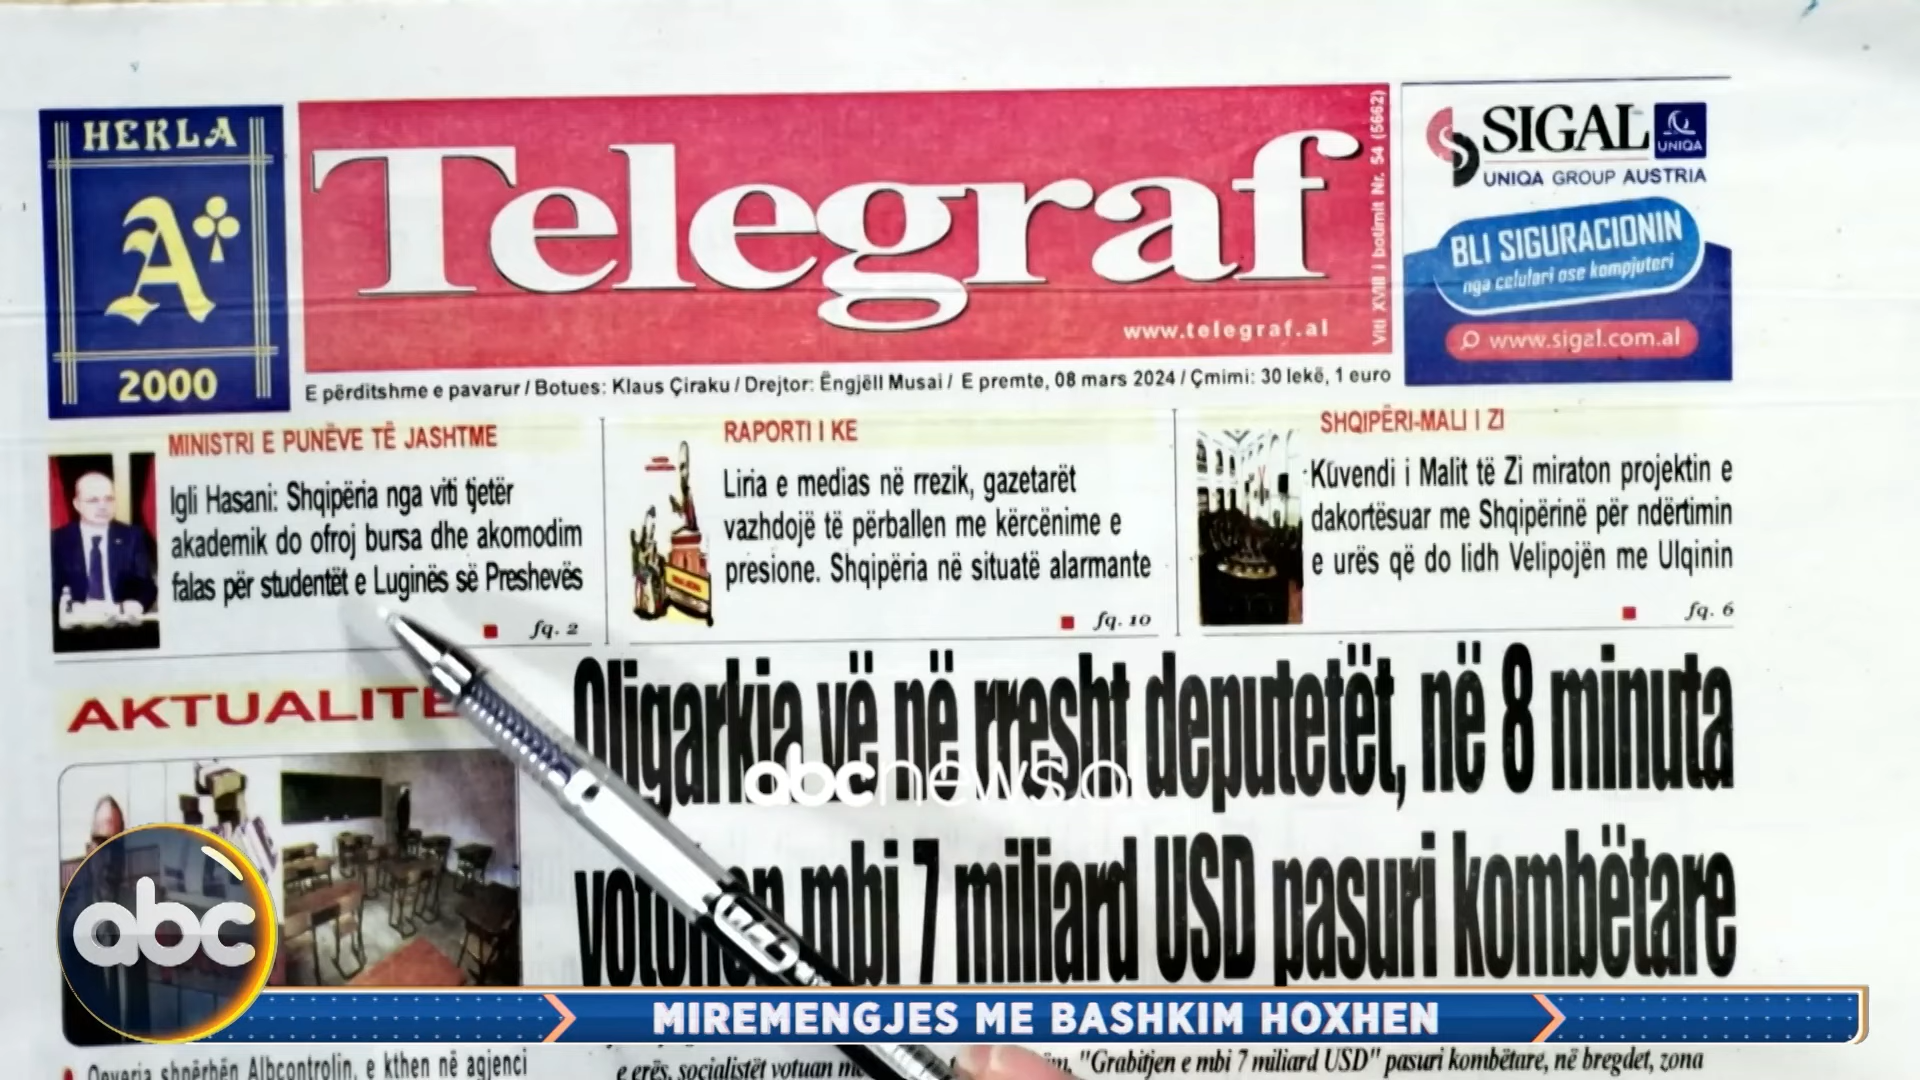 HEKLA
A+
2000
Telegraf
www.telegraf.al
Viti XVIII i botimit Nr. 54 (5662)
SIGAL
UNIQA
UNIQA GROUP AUSTRIA
BLI SIGURACIONIN
nga celulari ose kompjuteri
www.sigal.com.al
E përditshme e pavarur / Botues: Klaus Çiraku / Drejtor: Ëngjëll Musai / E premte, 08 mars 2024 / Çmimi: 30 lekë, 1 euro
MINISTRI E PUNËVE TË JASHTME
Igli Hasani: Shqipëria nga viti tjetër
akademik do ofroj bursa dhe akomodim
falas për studentët e Luginës së Preshevës
fq. 2
RAPORTI I KE
Liria e medias në rrezik, gazetarët
vazhdojë të përballen me kërcënime e
presione. Shqipëria në situatë alarmante
fq. 10
SHQIPËRI-MALI I ZI
Kuvendi i Malit të Zi miraton projektin e
dakortësuar me Shqipërinë për ndërtimin
e urës që do lidh Velipojën me Ulqinin
fq. 6
AKTUALITE
Oligarkia vë në rresht deputetët, në 8 minuta
mbi 7 miliard USD pasuri kombëtare
abcnews.al
abc
MIREMENGJES ME BASHKIM HOXHEN
Qeveria shpërbën Albcontrolin, e kthen në agjenci
e erës, socialistët votuan "Grabitjen e mbi 7 miliard USD" pasuri kombëtare, në bregdet, zona